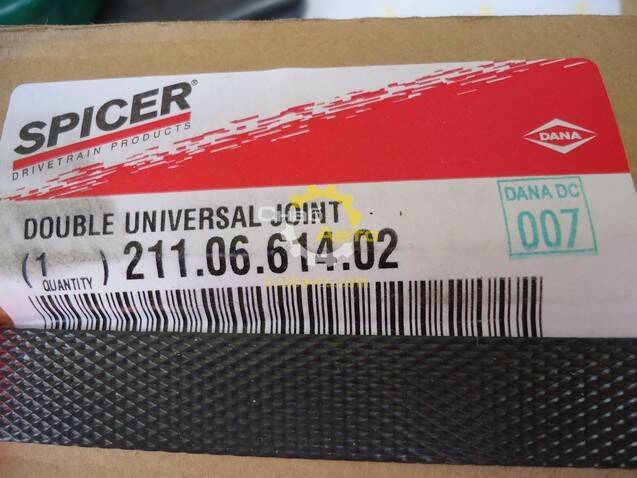 SPICER®
DRIVETRAIN PRODUCTS
DANA
DANA DC
007
DOUBLE UNIVERSAL JOINT
(1) 211.06.614.02
QUANTITY